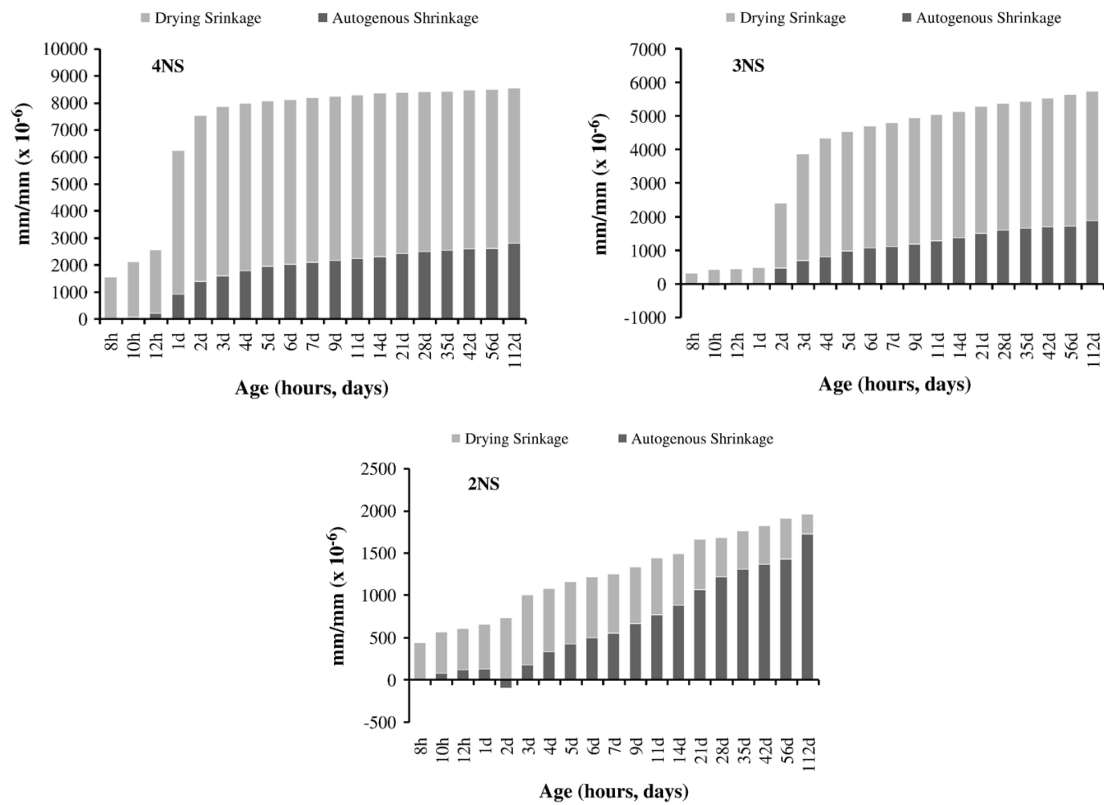 Drying Srinkage Autogenous Shrinkage
4NS
10000
9000
8000
7000
6000
5000
4000
3000
2000
1000
0
mm/mm (x 10-6)
8h 10h 12h 1d 2d 3d 4d 5d 6d 7d 9d 11d 14d 21d 28d 35d 42d 56d 112d
Age (hours, days)
Drying Srinkage Autogenous Shrinkage
3NS
7000
6000
5000
4000
3000
2000
1000
0
-1000
mm/mm (x 10-6)
8h 10h 12h 1d 2d 3d 4d 5d 6d 7d 9d 11d 14d 21d 28d 35d 42d 56d 112d
Age (hours, days)
Drying Srinkage Autogenous Shrinkage
2NS
2500
2000
1500
1000
500
0
-500
mm/mm (x 10-6)
8h 10h 12h 1d 2d 3d 4d 5d 6d 7d 9d 11d 14d 21d 28d 35d 42d 56d 112d
Age (hours, days)